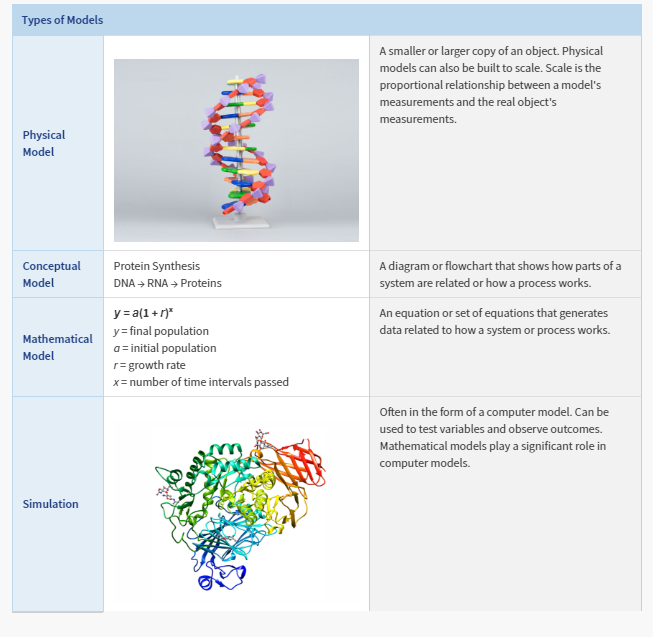 Types of Models
Physical
Model
A smaller or larger copy of an object. Physical
models can also be built to scale. Scale is the
proportional relationship between a model's
measurements and the real object's
measurements.
Conceptual
Model
Protein Synthesis
DNA → RNA → Proteins
A diagram or flowchart that shows how parts of a
system are related or how a process works.
Mathematical
Model
y = a(1 + r)ˣ
y = final population
a = initial population
r = growth rate
x = number of time intervals passed
An equation or set of equations that generates
data related to how a system or process works.
Simulation
Often in the form of a computer model. Can be
used to test variables and observe outcomes.
Mathematical models play a significant role in
computer models.